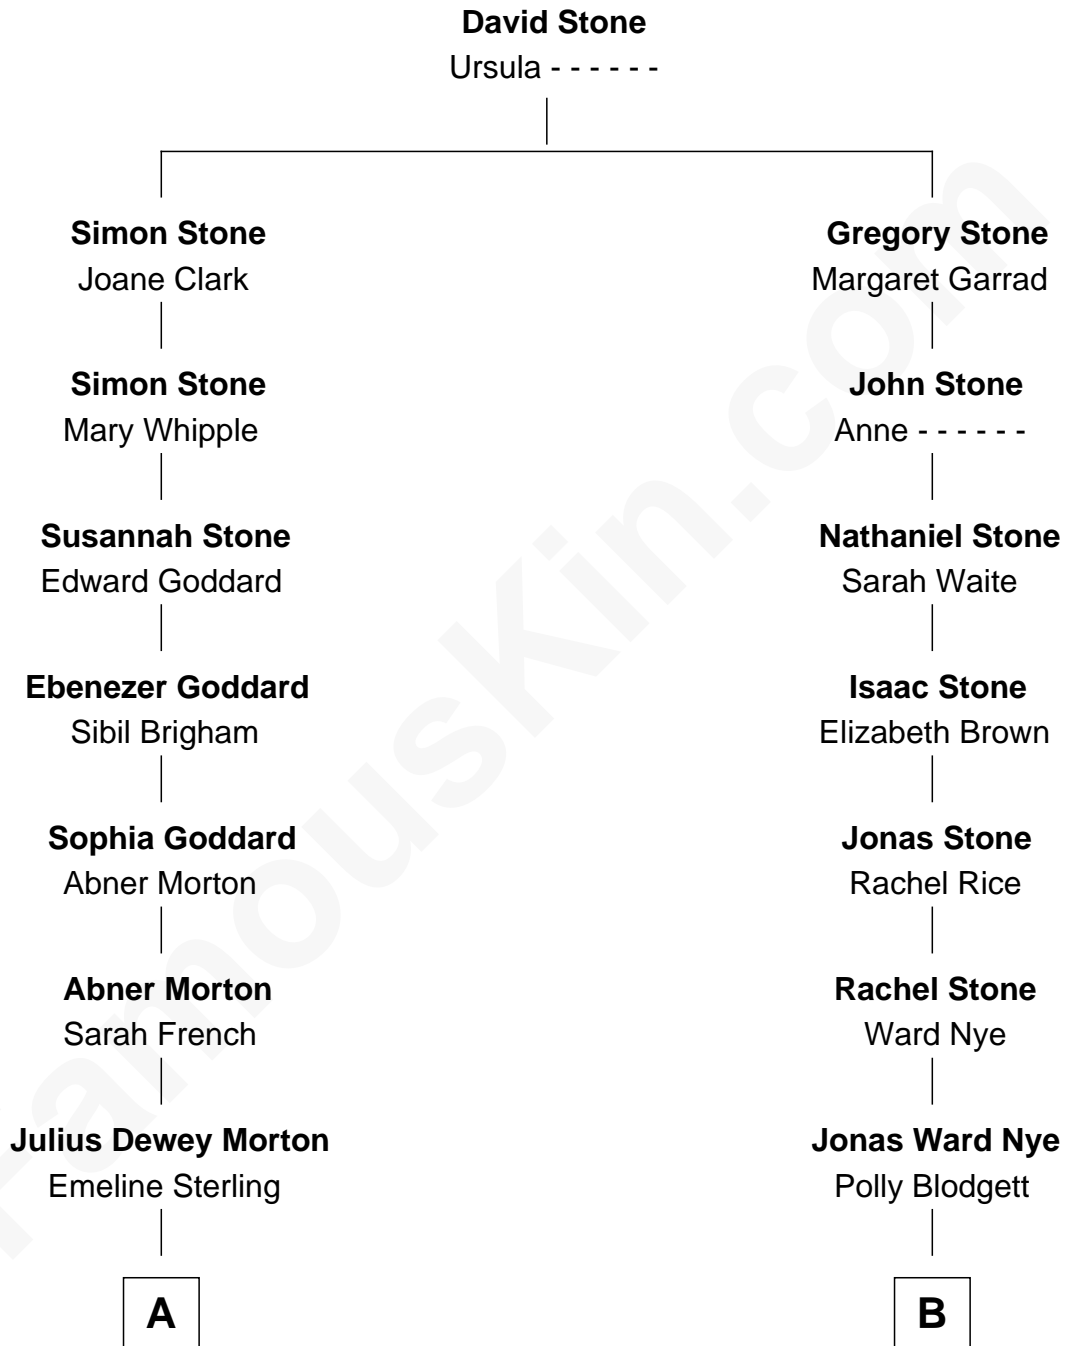 David Stone
Ursula - - - - - -
Simon Stone
Joane Clark
Gregory Stone
Margaret Garrad
Simon Stone
Mary Whipple
John Stone
Anne - - - - - -
Susannah Stone
Edward Goddard
Nathaniel Stone
Sarah Waite
Ebenezer Goddard
Sibil Brigham
Isaac Stone
Elizabeth Brown
Sophia Goddard
Abner Morton
Jonas Stone
Rachel Rice
Abner Morton
Sarah French
Rachel Stone
Ward Nye
Julius Dewey Morton
Emeline Sterling
Jonas Ward Nye
Polly Blodgett
A
B
FamousKin.com